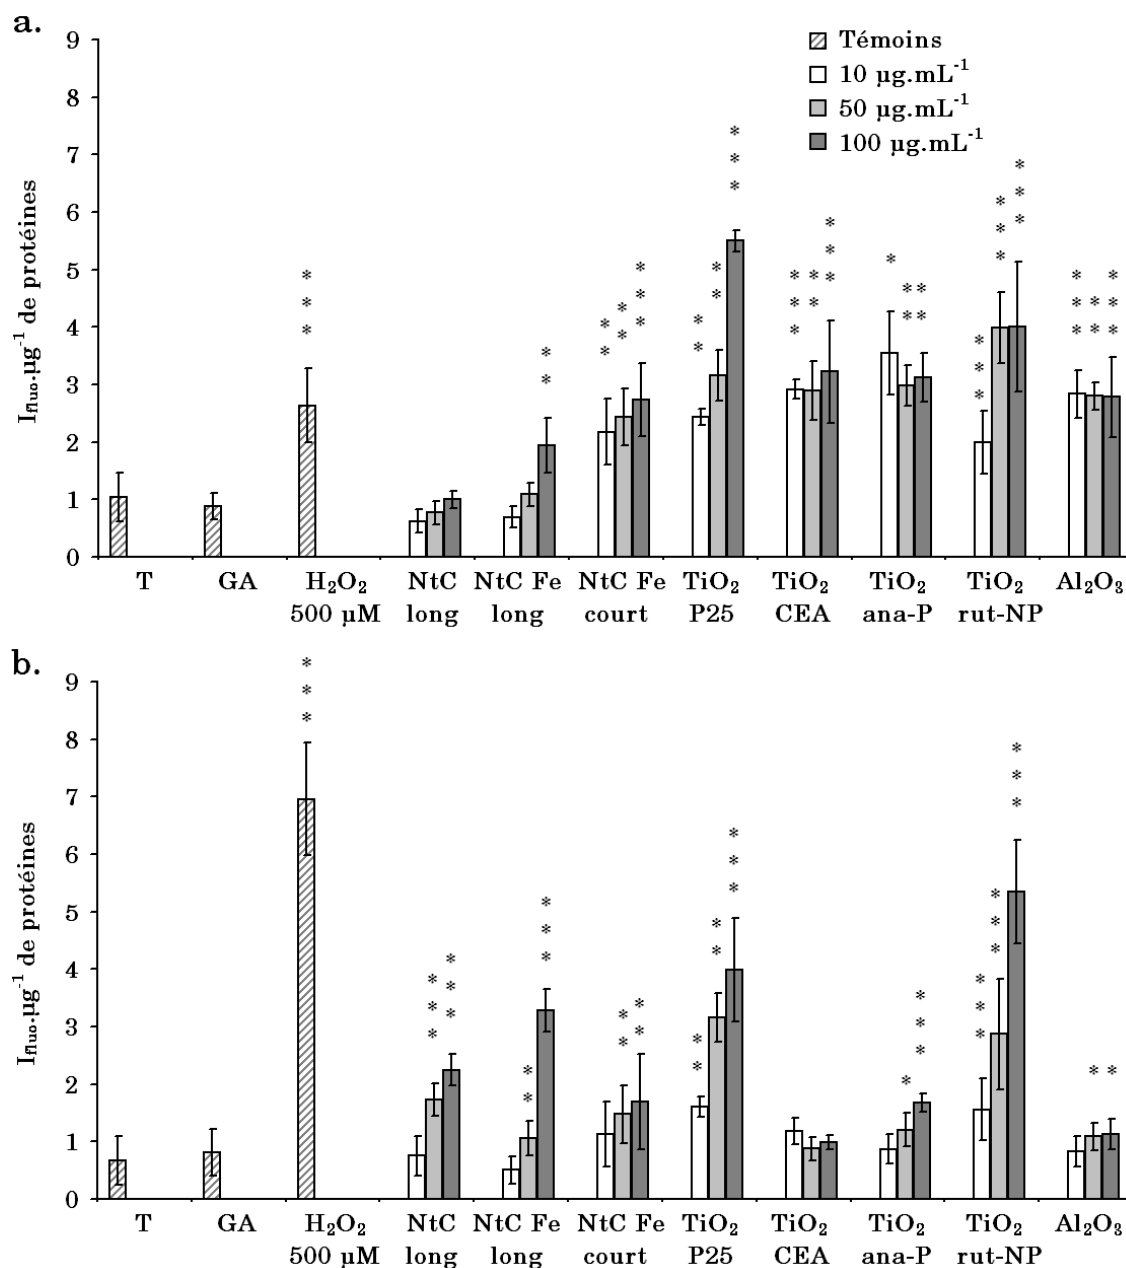 a.
9
8
7
6
5
4
3
2
1
0
I_fluo.µg⁻¹ de protéines
Témoins
10 µg.mL⁻¹
50 µg.mL⁻¹
100 µg.mL⁻¹
T GA H₂O₂ NtC NtC Fe NtC Fe TiO₂ TiO₂ TiO₂ TiO₂ Al₂O₃
500 µM long long court P25 CEA ana-P rut-NP
b.
9
8
7
6
5
4
3
2
1
0
I_fluo.µg⁻¹ de protéines
T GA H₂O₂ NtC NtC Fe NtC Fe TiO₂ TiO₂ TiO₂ TiO₂ Al₂O₃
500 µM long long court P25 CEA ana-P rut-NP